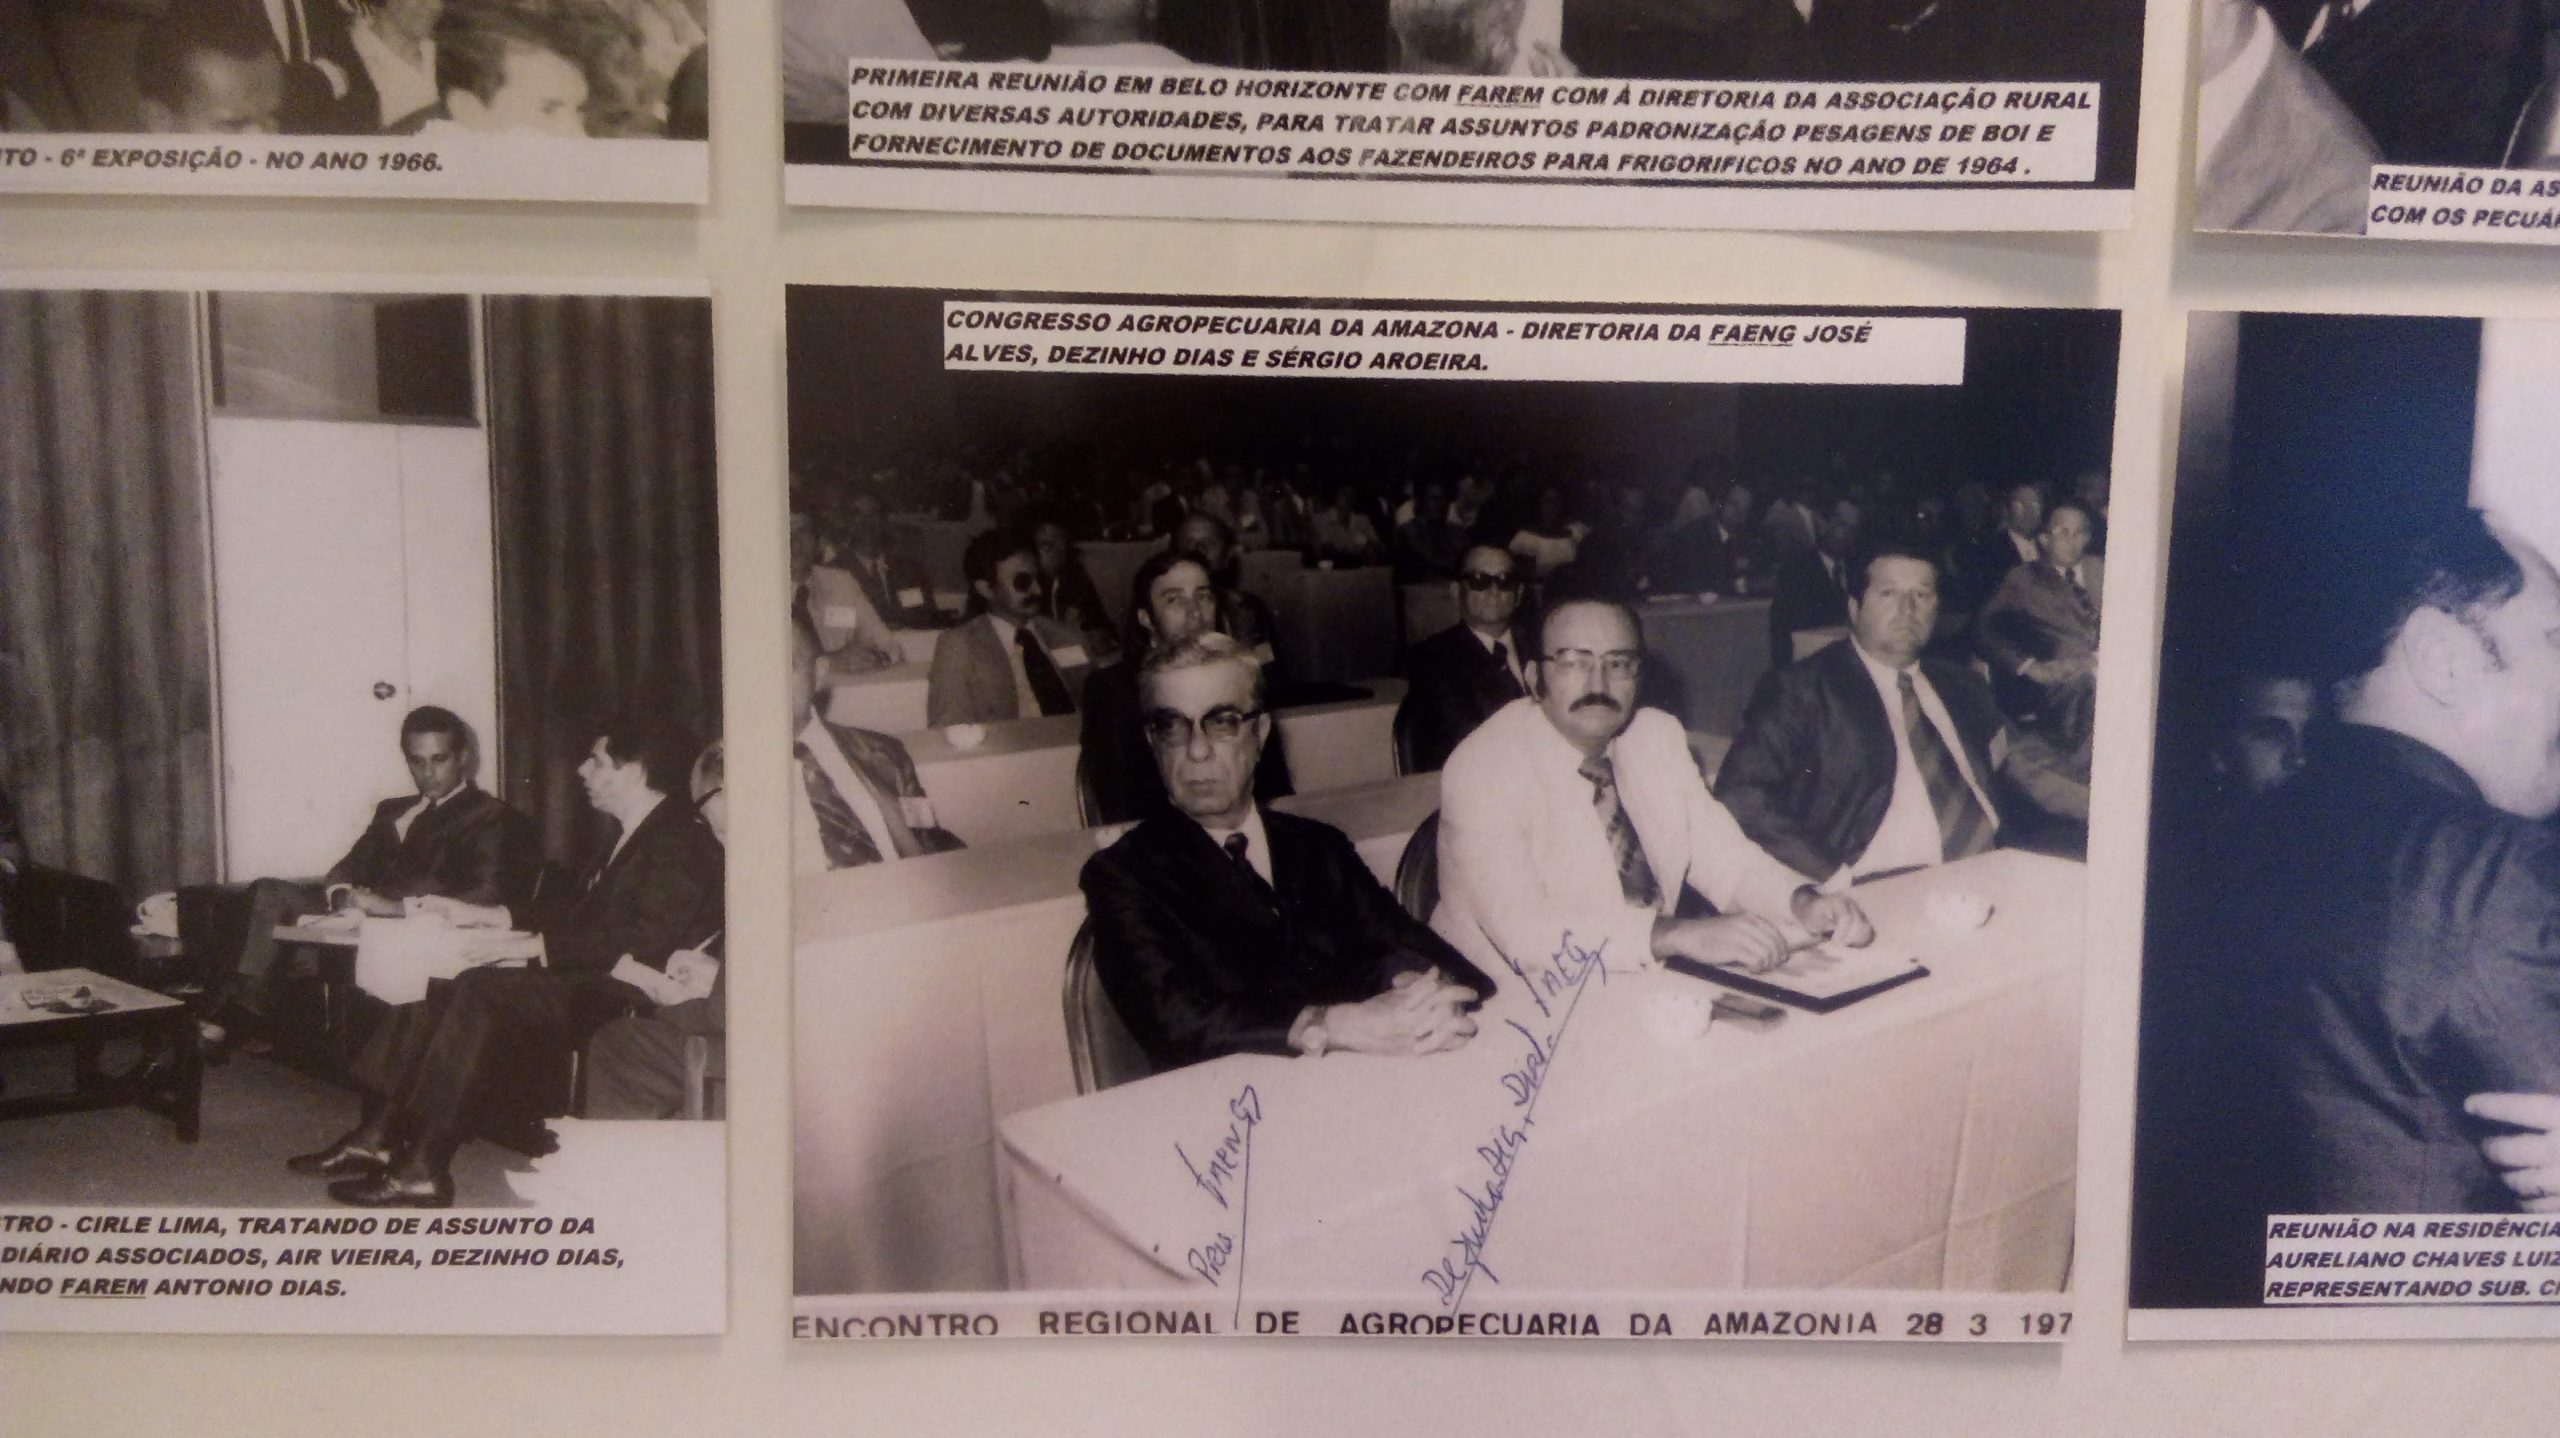 TO - 6ª EXPOSIÇÃO - NO ANO 1966.
PRIMEIRA REUNIÃO EM BELO HORIZONTE COM FAREM COM À DIRETORIA DA ASSOCIAÇÃO RURAL
COM DIVERSAS AUTORIDADES, PARA TRATAR ASSUNTOS PADRONIZAÇÃO PESAGENS DE BOI E
FORNECIMENTO DE DOCUMENTOS AOS FAZENDEIROS PARA FRIGORIFICOS NO ANO DE 1964 .
REUNIÃO DA AS
COM OS PECUÁ
CONGRESSO AGROPECUARIA DA AMAZONA - DIRETORIA DA FAENG JOSÉ
ALVES, DEZINHO DIAS E SÉRGIO AROEIRA.
TRO - CIRLE LIMA, TRATANDO DE ASSUNTO DA
DIÁRIO ASSOCIADOS, AIR VIEIRA, DEZINHO DIAS,
NDO FAREM ANTONIO DIAS.
ENCONTRO REGIONAL DE AGROPECUARIA DA AMAZONIA 28 3 197
REUNIÃO NA RESIDÊNCIA
AURELIANO CHAVES LUIZ
REPRESENTANDO SUB. C